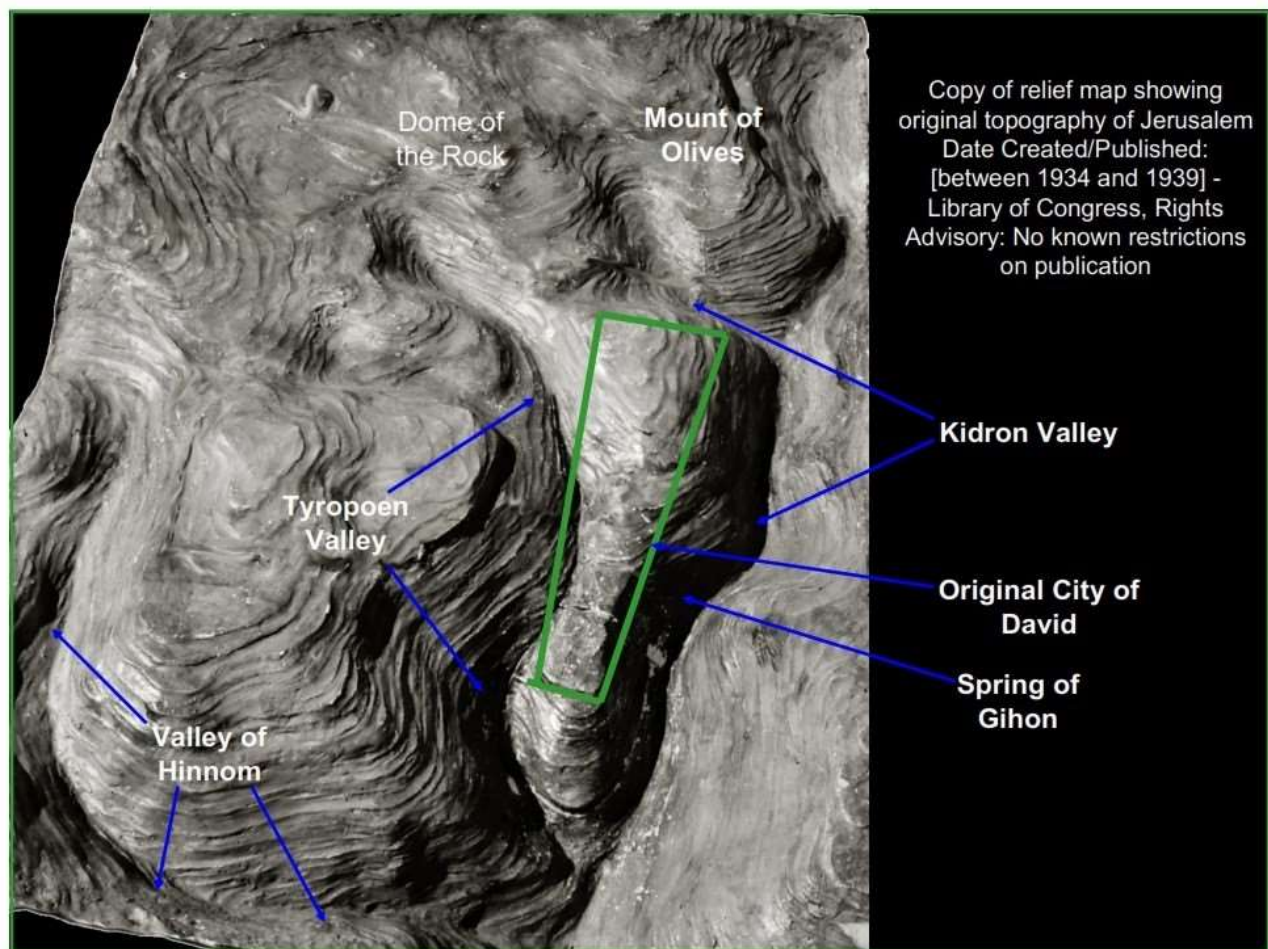 Dome of
the Rock
Mount of
Olives
Copy of relief map showing
original topography of Jerusalem
Date Created/Published:
[between 1934 and 1939] -
Library of Congress, Rights
Advisory: No known restrictions
on publication
Kidron Valley
Tyropoen
Valley
Original City of
David
Spring of
Gihon
Valley of
Hinnom